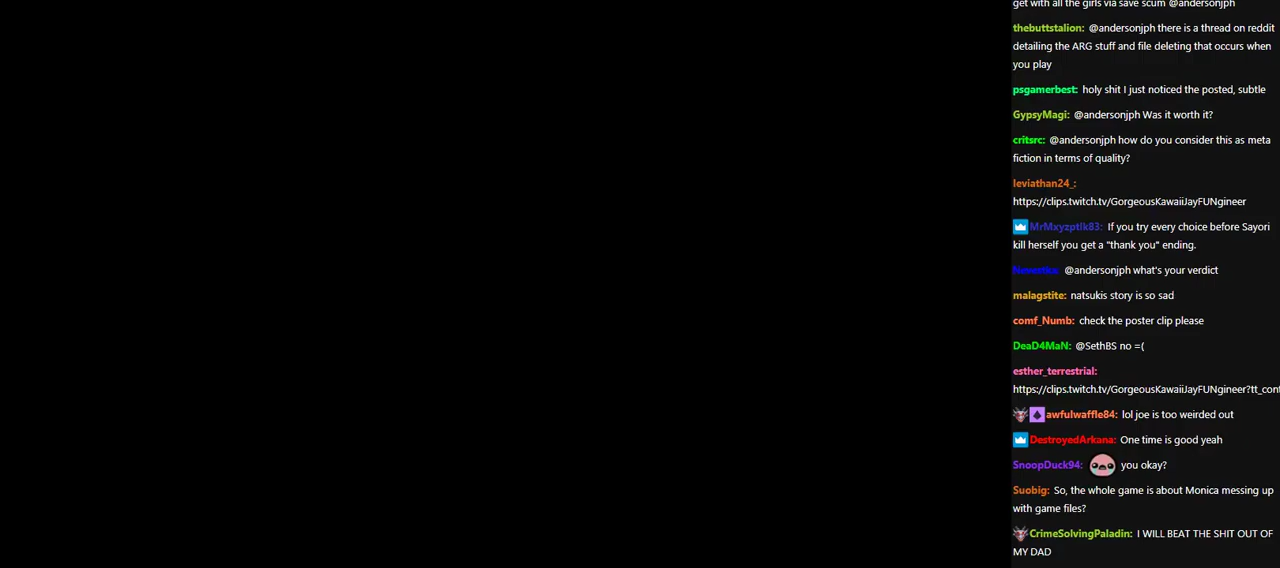 get with all the girls via save scum @andersonjph
thebuttstalion: @andersonjph there is a thread on reddit
detailing the ARG stuff and file deleting that occurs when
you play
psgamerbest: holy shit I just noticed the posted, subtle
GypsyMagi: @andersonjph Was it worth it?
critsrc: @andersonjph how do you consider this as meta
fiction in terms of quality?
leviathan24_:
https://clips.twitch.tv/GorgeousKawaiiJayFUNgineer
MrMxyzptlk83: If you try every choice before Sayori
kill herself you get a "thank you" ending.
@andersonjph what's your verdict
malagstite: natsukis story is so sad
comf_Numb: check the poster clip please
DeaD4MaN: @SethBS no =(
esther_terrestrial:
https://clips.twitch.tv/GorgeousKawaiiJayFUNgineer?tt_con
awfulwaffle84: lol joe is too weirded out
DestroyedArkana: One time is good yeah
SnoopDuck94: you okay?
Suobig: So, the whole game is about Monica messing up
with game files?
CrimeSolvingPaladin: I WILL BEAT THE SHIT OUT OF
MY DAD